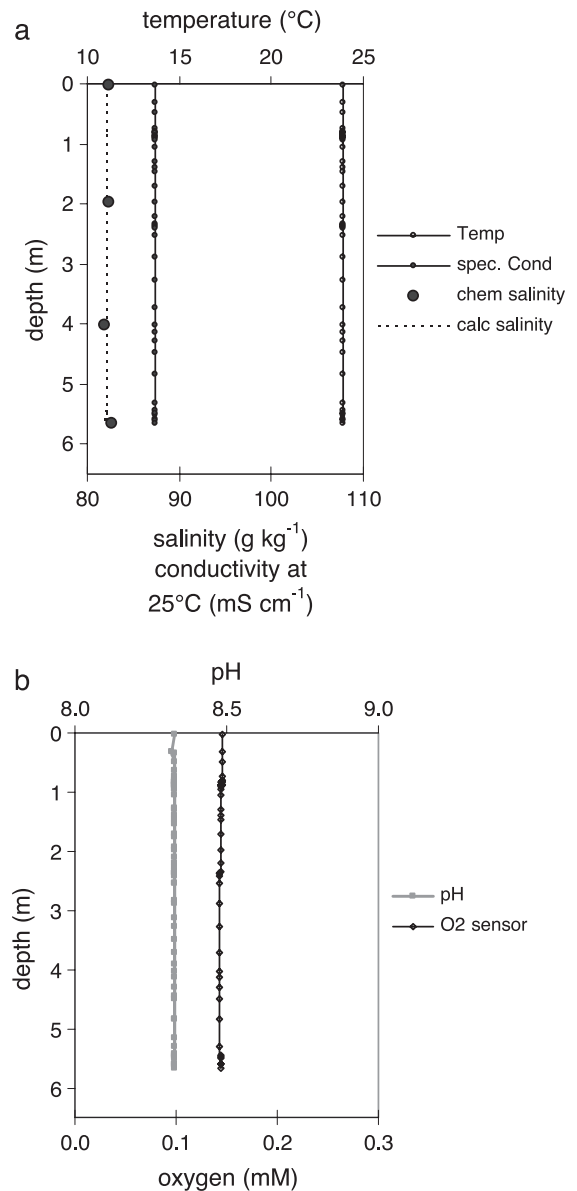 a
temperature (°C)
10 15 20 25
0
1
2
3
4
5
6
depth (m)
80 90 100 110
salinity (g kg⁻¹)
conductivity at
25°C (mS cm⁻¹)
Temp
spec. Cond
chem salinity
calc salinity
b
pH
8.0 8.5 9.0
0
1
2
3
4
5
6
depth (m)
0.0 0.1 0.2 0.3
oxygen (mM)
pH
O2 sensor